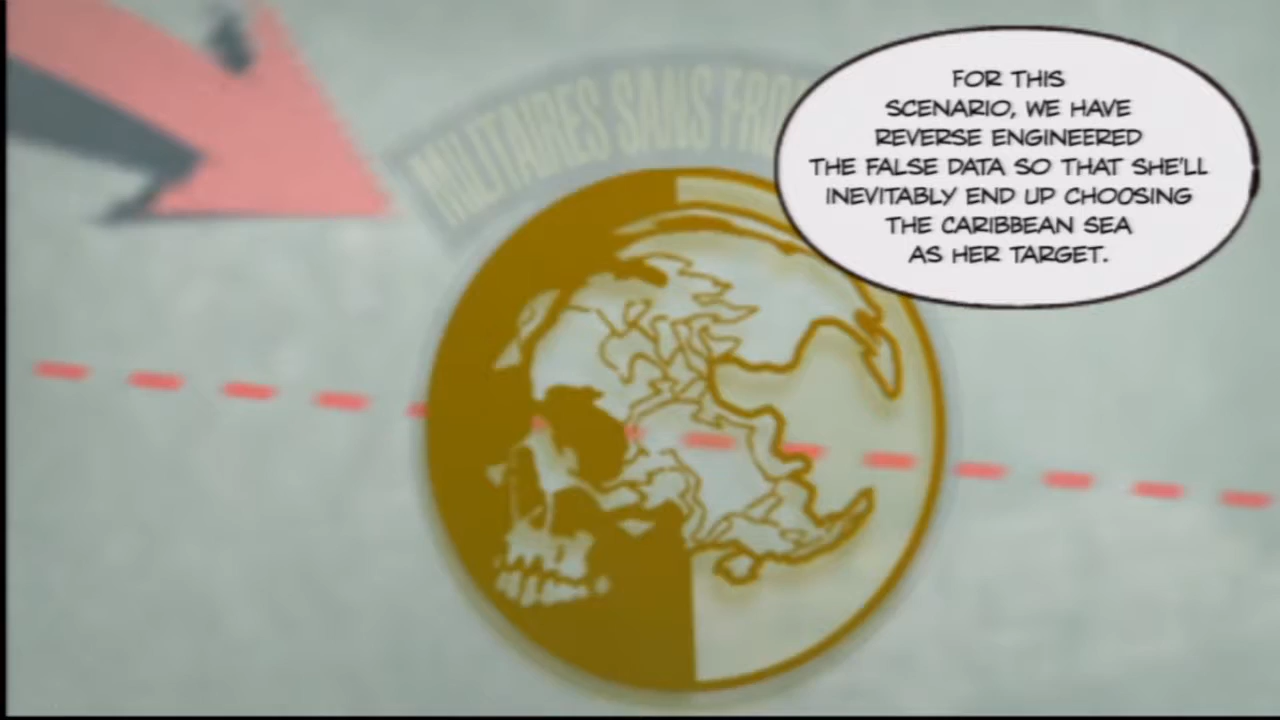 MILITAIRES SANS
FOR THIS
SCENARIO, WE HAVE
REVERSE ENGINEERED
THE FALSE DATA SO THAT SHE'LL
INEVITABLY END UP CHOOSING
THE CARIBBEAN SEA
AS HER TARGET.